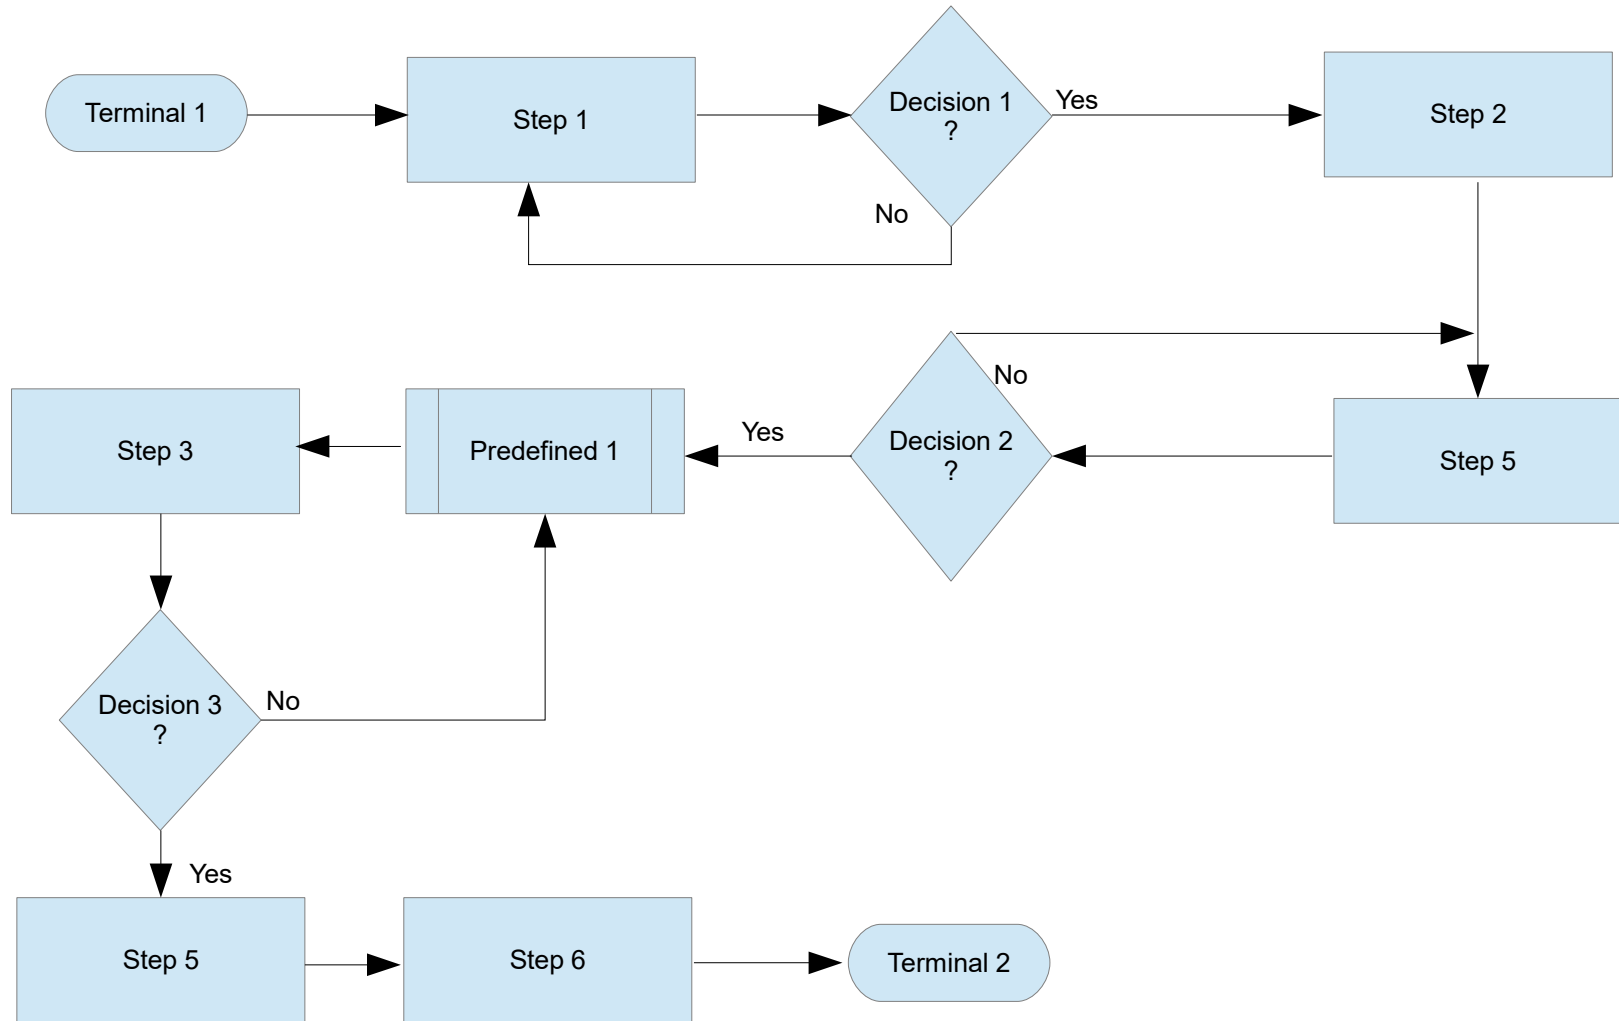 Terminal 1
Step 1
Decision 1
?
Yes
Step 2
No
No
Step 3
Predefined 1
Yes
Decision 2
?
Step 5
Decision 3
?
No
Yes
Step 5
Step 6
Terminal 2